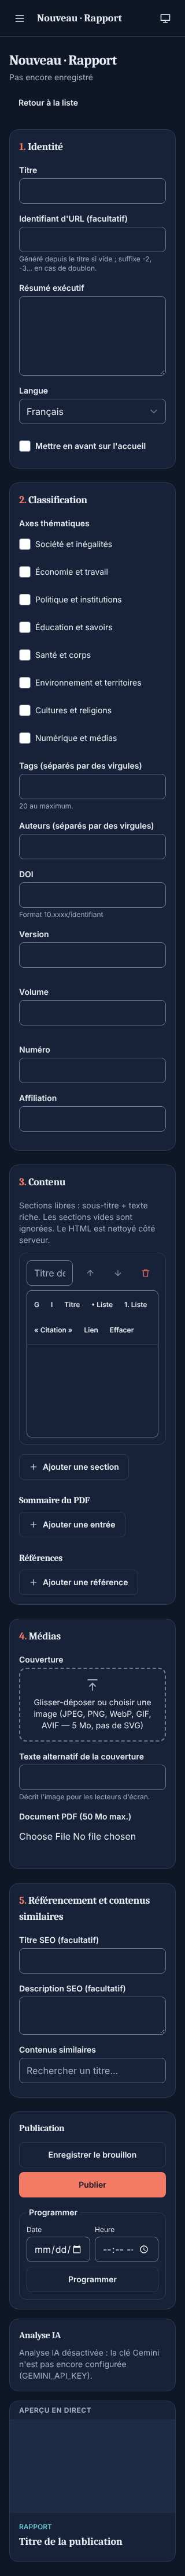 Nouveau · Rapport
Nouveau · Rapport
Pas encore enregistré
Retour à la liste
1. Identité
Titre
Identifiant d'URL (facultatif)
Généré depuis le titre si vide ; suffixe -2,
-3… en cas de doublon.
Résumé exécutif
Langue
Français
Mettre en avant sur l'accueil
2. Classification
Axes thématiques
Société et inégalités
Économie et travail
Politique et institutions
Éducation et savoirs
Santé et corps
Environnement et territoires
Cultures et religions
Numérique et médias
Tags (séparés par des virgules)
20 au maximum.
Auteurs (séparés par des virgules)
DOI
Format 10.xxxx/identifiant
Version
Volume
Numéro
Affiliation
3. Contenu
Sections libres : sous-titre + texte
riche. Les sections vides sont
ignorées. Le HTML est nettoyé côté
serveur.
Titre de
G I Titre • Liste 1. Liste
« Citation » Lien Effacer
+ Ajouter une section
Sommaire du PDF
+ Ajouter une entrée
Références
+ Ajouter une référence
4. Médias
Couverture
Glisser-déposer ou choisir une
image (JPEG, PNG, WebP, GIF,
AVIF — 5 Mo, pas de SVG)
Texte alternatif de la couverture
Décrit l'image pour les lecteurs d'écran.
Document PDF (50 Mo max.)
Choose File No file chosen
5. Référencement et contenus
similaires
Titre SEO (facultatif)
Description SEO (facultatif)
Contenus similaires
Rechercher un titre…
Publication
Enregistrer le brouillon
Publier
Programmer
Date Heure
mm/dd/ --:-- -
Programmer
Analyse IA
Analyse IA désactivée : la clé Gemini
n'est pas encore configurée
(GEMINI_API_KEY).
APERÇU EN DIRECT
RAPPORT
Titre de la publication